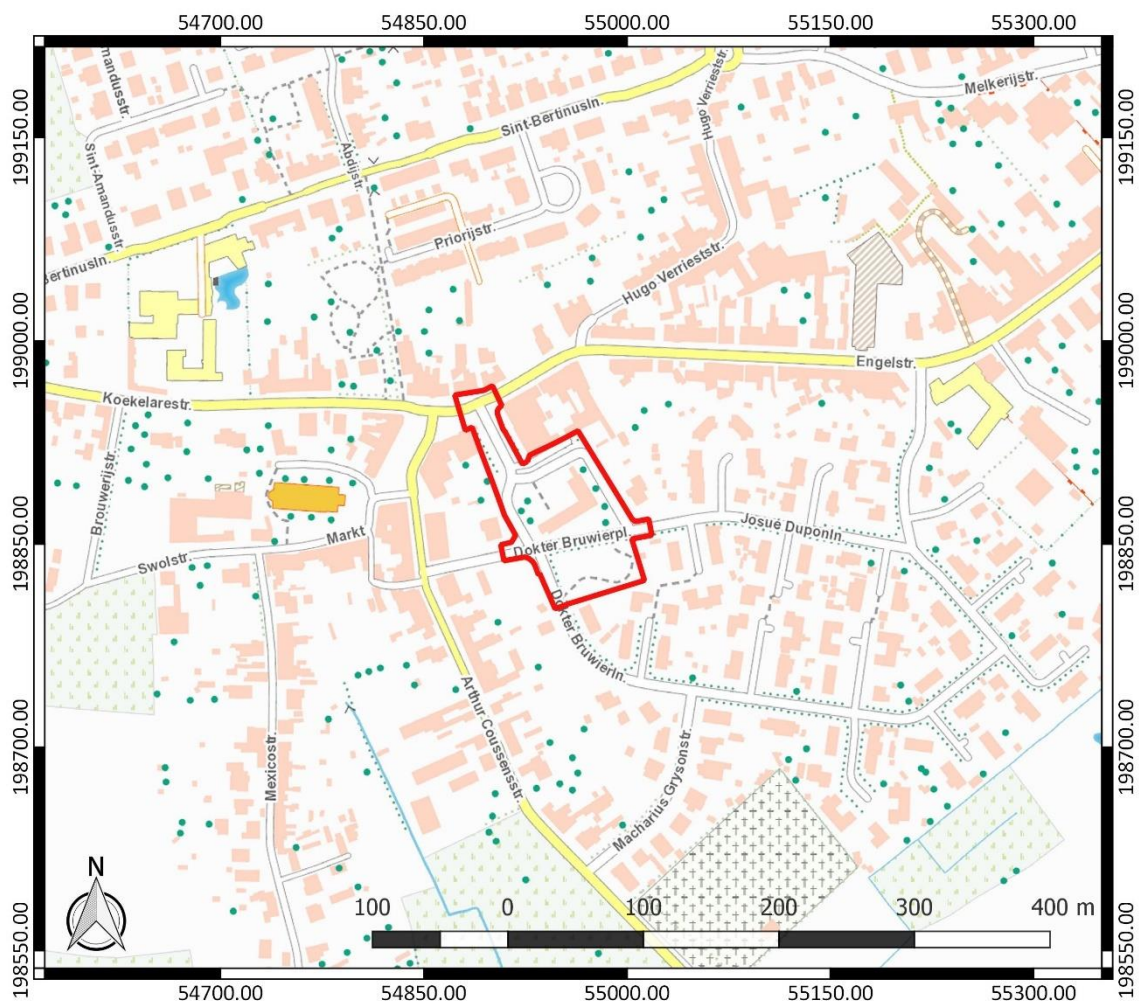 54700.00 54850.00 55000.00 55150.00 55300.00
199150.00
199000.00
198850.00
198700.00
198550.00
199150.00
199000.00
198850.00
198700.00
198550.00
mandusstr.
Sint-Amandusstr.
Abdijstr.
Sint-Bertinusln.
Hugo Verrieststr.
Melkerijstr.
Bertinusln.
Priorijstr.
Hugo Verrieststr.
Engelstr.
Koekelarestr.
Brouwerijstr.
Swolstr.
Markt
Dokter Bruwierpl.
Josué Duponln.
Dokter Bruwierln
Arthur Coussensstr.
Mexicostr.
Macharius Grysonstr.
N
100 0 100 200 300 400 m
54700.00 54850.00 55000.00 55150.00 55300.00